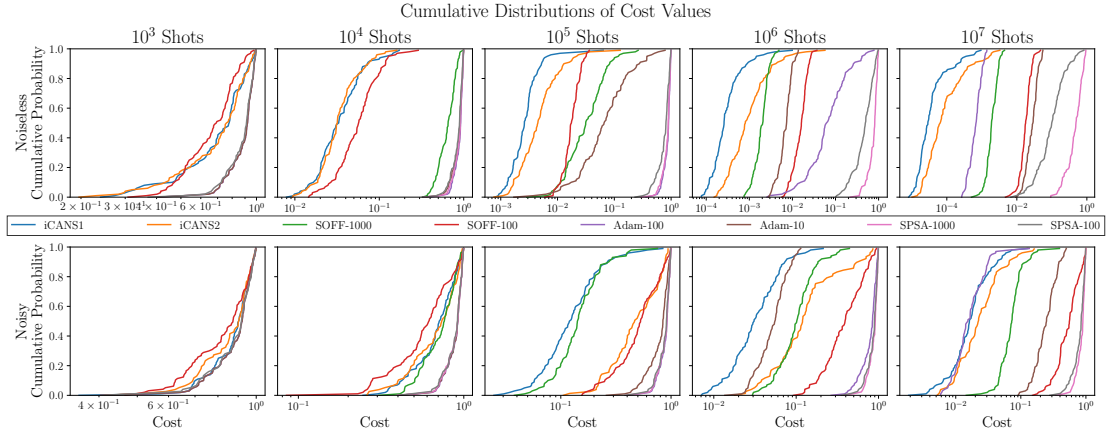 Cumulative Distributions of Cost Values
10³ Shots 10⁴ Shots 10⁵ Shots 10⁶ Shots 10⁷ Shots
Noiseless
Cumulative Probability
1.0
0.8
0.6
0.4
0.2
0.0
2 × 10⁻¹ 3 × 10⁻¹ 4 × 10⁻¹ 6 × 10⁻¹ 10⁰
10⁻² 10⁻¹ 10⁰
10⁻³ 10⁻² 10⁻¹ 10⁰
10⁻⁴ 10⁻³ 10⁻² 10⁻¹ 10⁰
10⁻⁴ 10⁻² 10⁰
iCANS1 iCANS2 SOFF-1000 SOFF-100 Adam-100 Adam-10 SPSA-1000 SPSA-100
Noisy
Cumulative Probability
1.0
0.8
0.6
0.4
0.2
0.0
4 × 10⁻¹ 6 × 10⁻¹ 10⁰
10⁻¹ 10⁰
10⁻¹ 10⁰
10⁻² 10⁻¹ 10⁰
10⁻² 10⁻¹ 10⁰
Cost Cost Cost Cost Cost